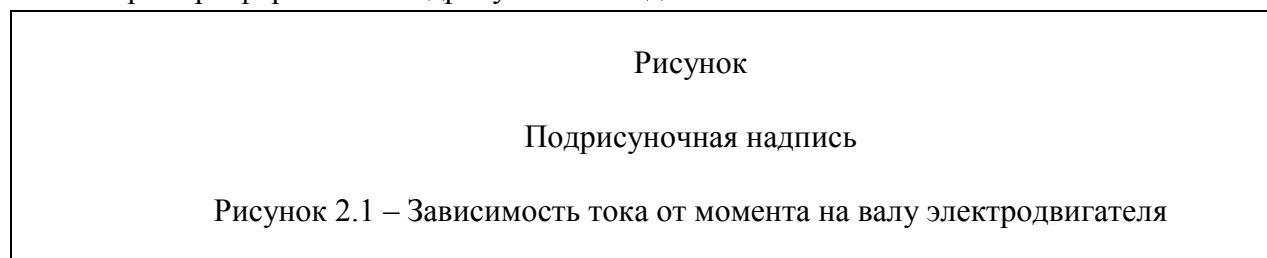 Рисунок
Подрисуночная надпись
Рисунок 2.1 – Зависимость тока от момента на валу электродвигателя